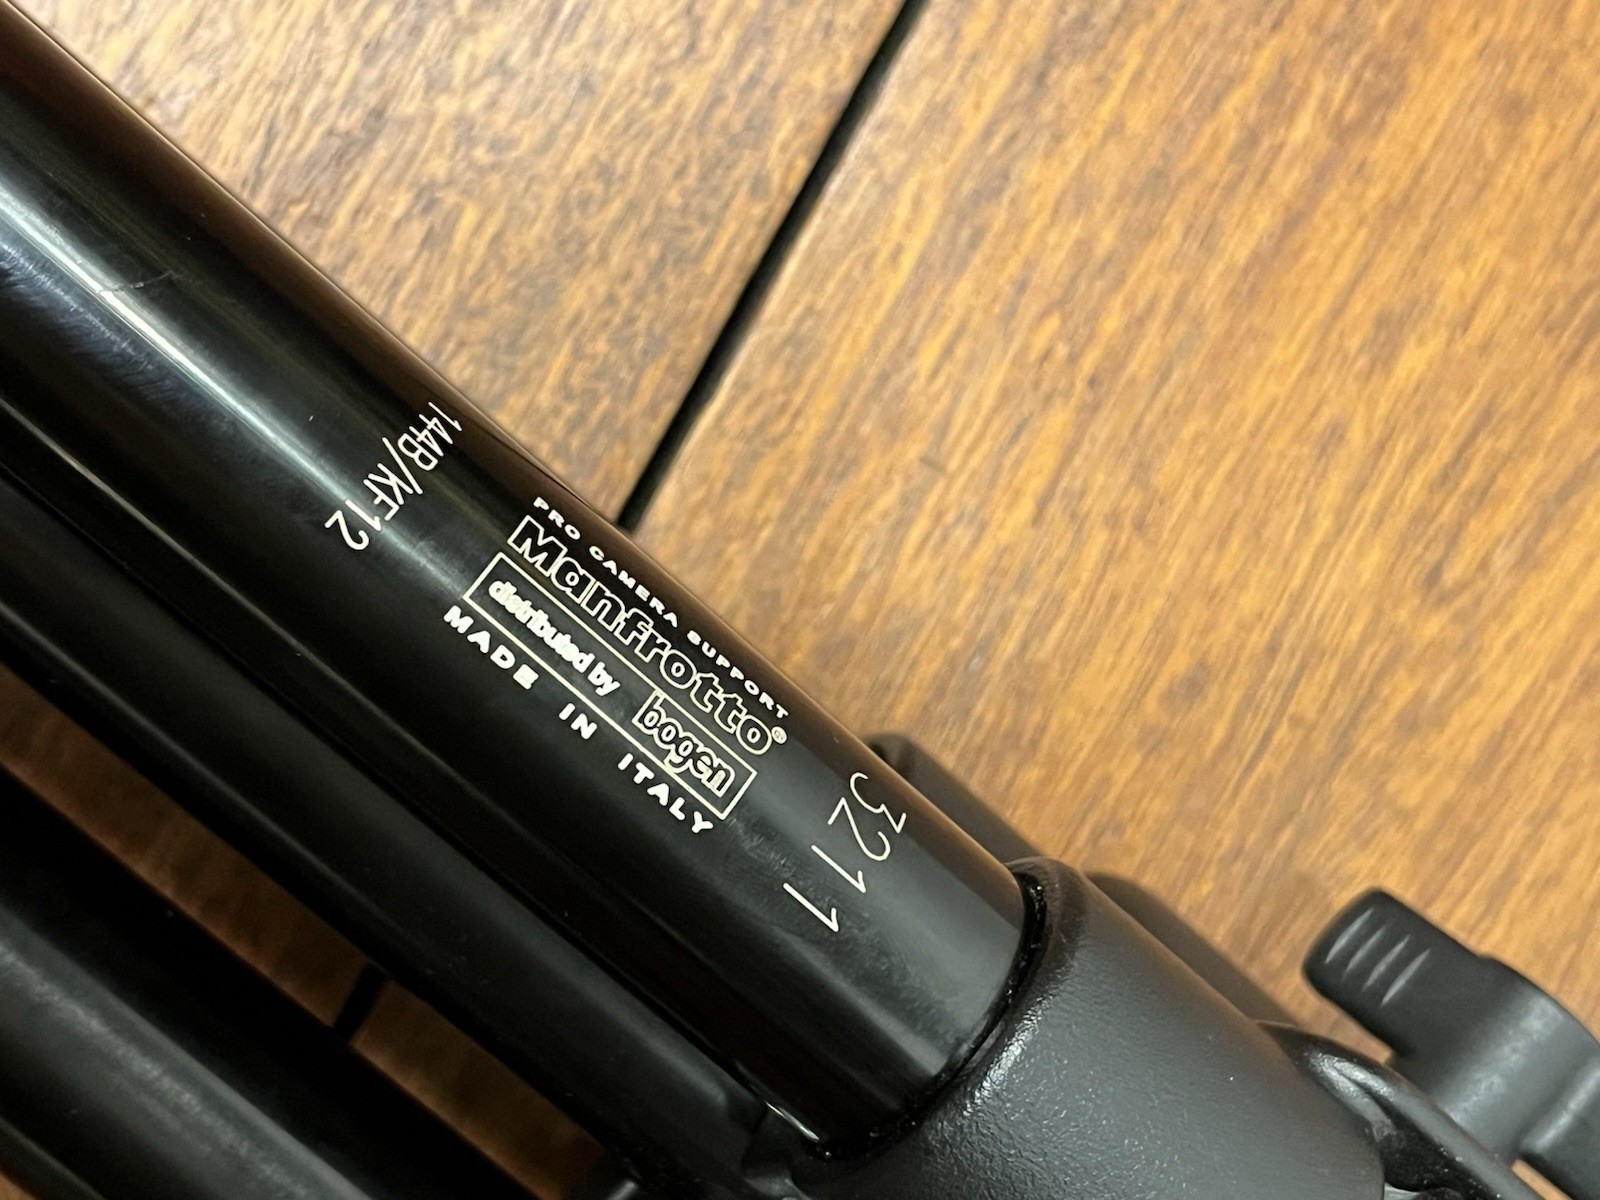 144B/KF12
PRO CAMERA SUPPORT
Manfrotto®
distributed by bogen
MADE IN ITALY
3211